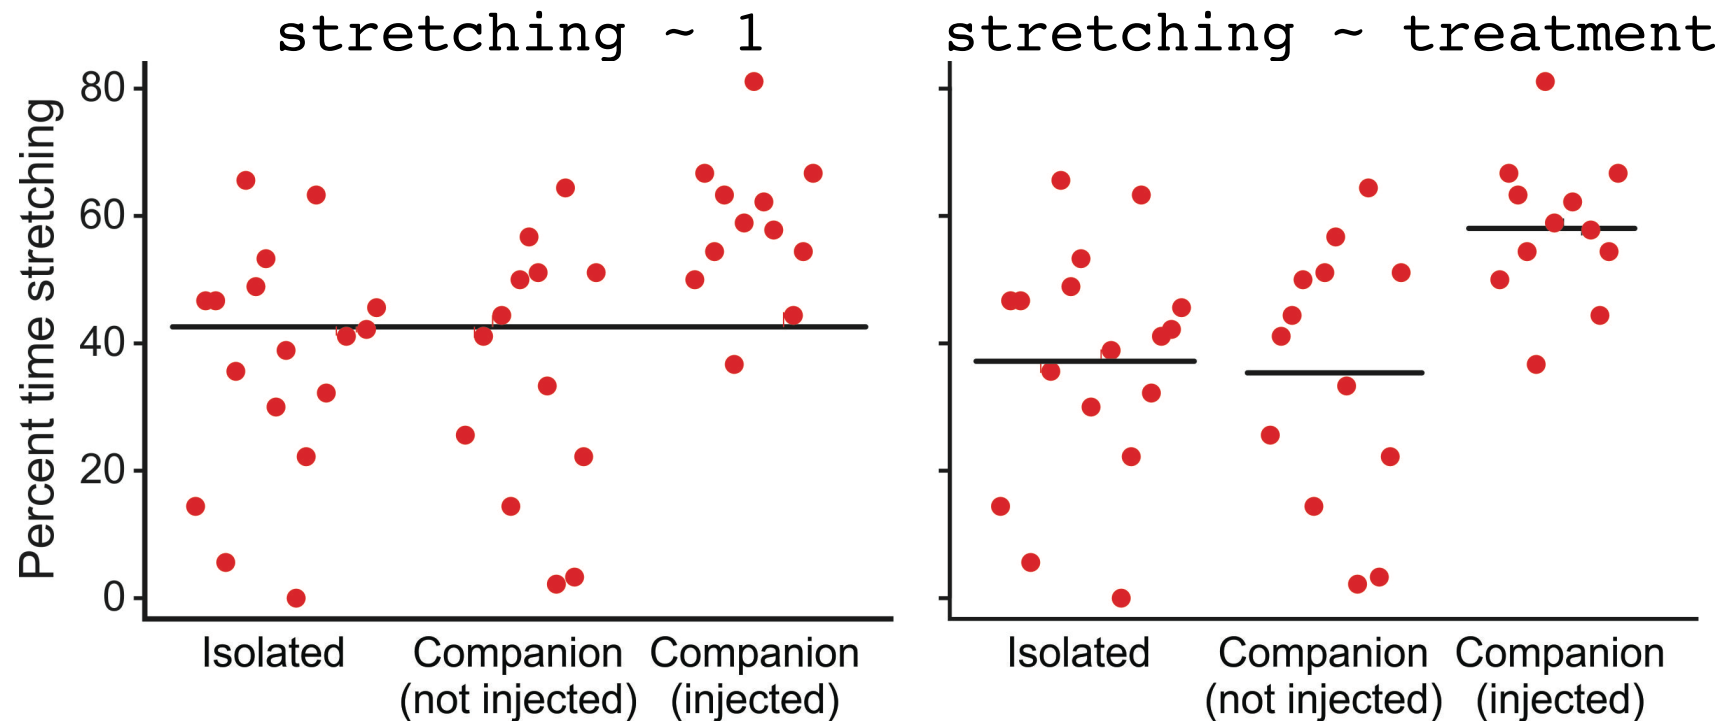 stretching ~ 1
stretching ~ treatment
Percent time stretching
80
60
40
20
0
Isolated
Companion
(not injected)
Companion
(injected)
Isolated
Companion
(not injected)
Companion
(injected)